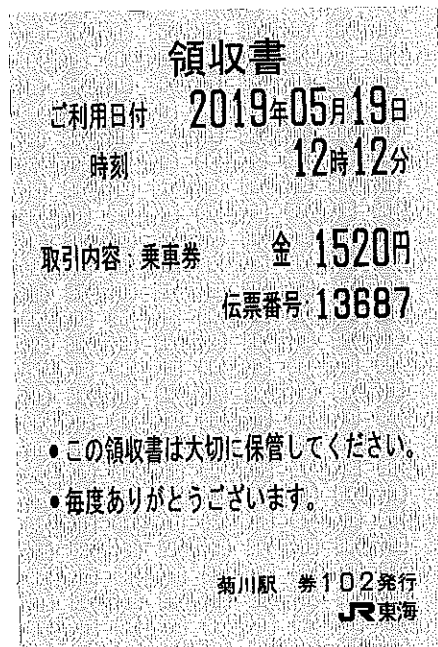 領収書
ご利用日付 2019年05月19日
時刻 12時12分
取引内容:乗車券 金 1520円
伝票番号 13687
•この領収書は大切に保管してください。
•毎度ありがとうございます。
菊川駅 券102発行
JR東海